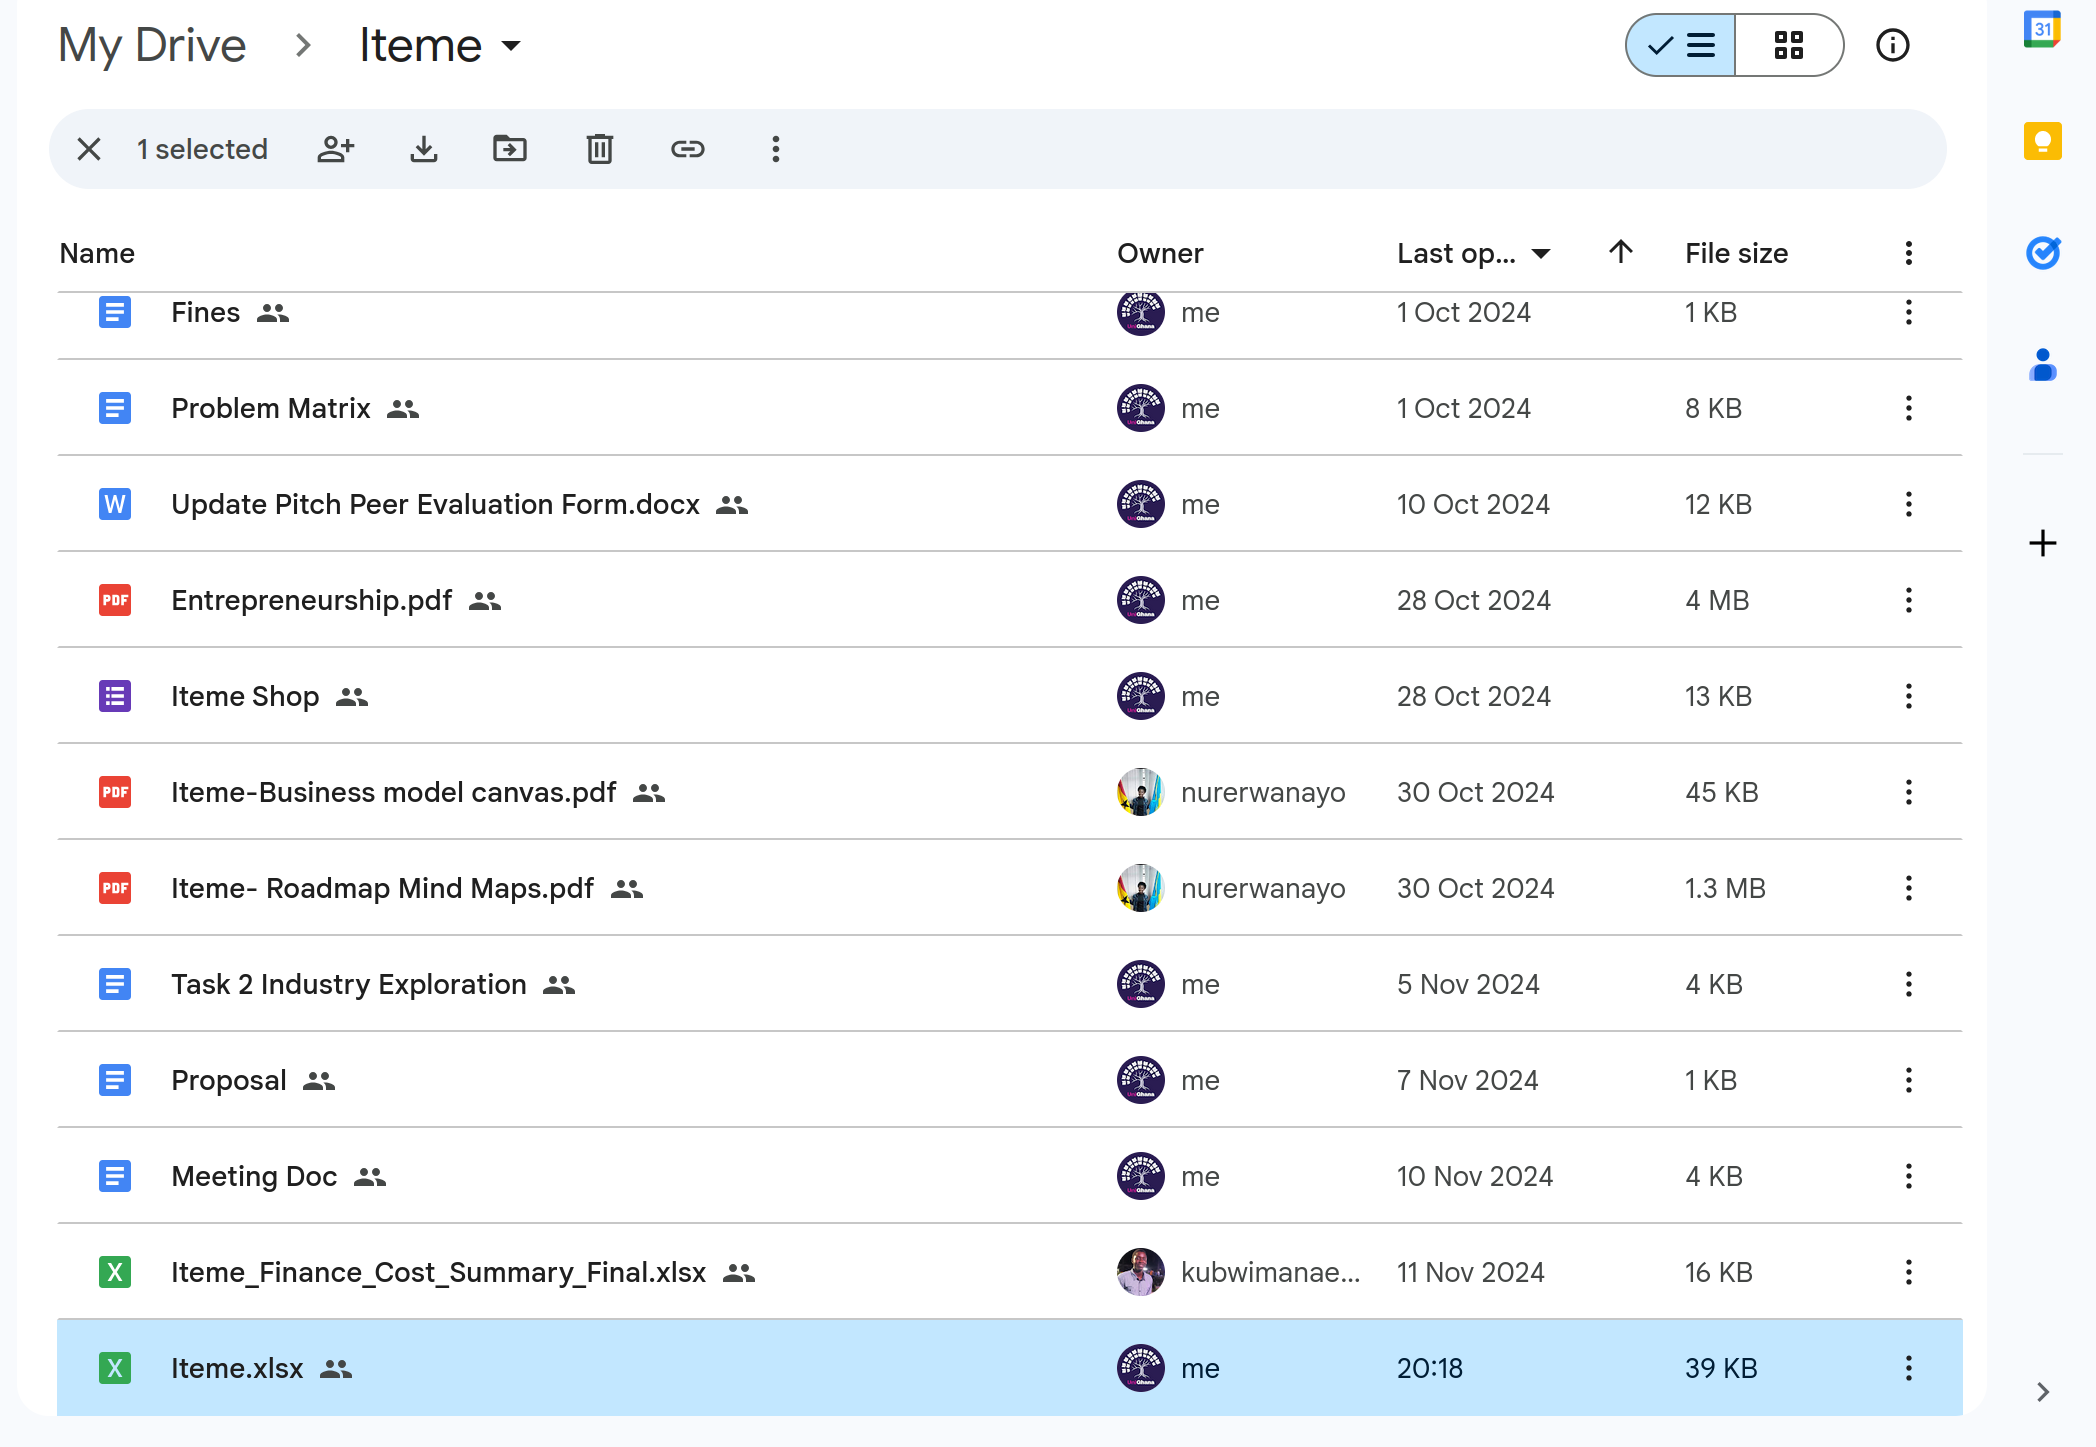 My Drive > Iteme
31
1 selected
Name Owner Last op... File size
Fines me 1 Oct 2024 1 KB
Problem Matrix me 1 Oct 2024 8 KB
W Update Pitch Peer Evaluation Form.docx me 10 Oct 2024 12 KB
PDF Entrepreneurship.pdf me 28 Oct 2024 4 MB
Iteme Shop me 28 Oct 2024 13 KB
PDF Iteme-Business model canvas.pdf nurerwanayo 30 Oct 2024 45 KB
PDF Iteme- Roadmap Mind Maps.pdf nurerwanayo 30 Oct 2024 1.3 MB
Task 2 Industry Exploration me 5 Nov 2024 4 KB
Proposal me 7 Nov 2024 1 KB
Meeting Doc me 10 Nov 2024 4 KB
X Iteme_Finance_Cost_Summary_Final.xlsx kubwimanae... 11 Nov 2024 16 KB
X Iteme.xlsx me 20:18 39 KB